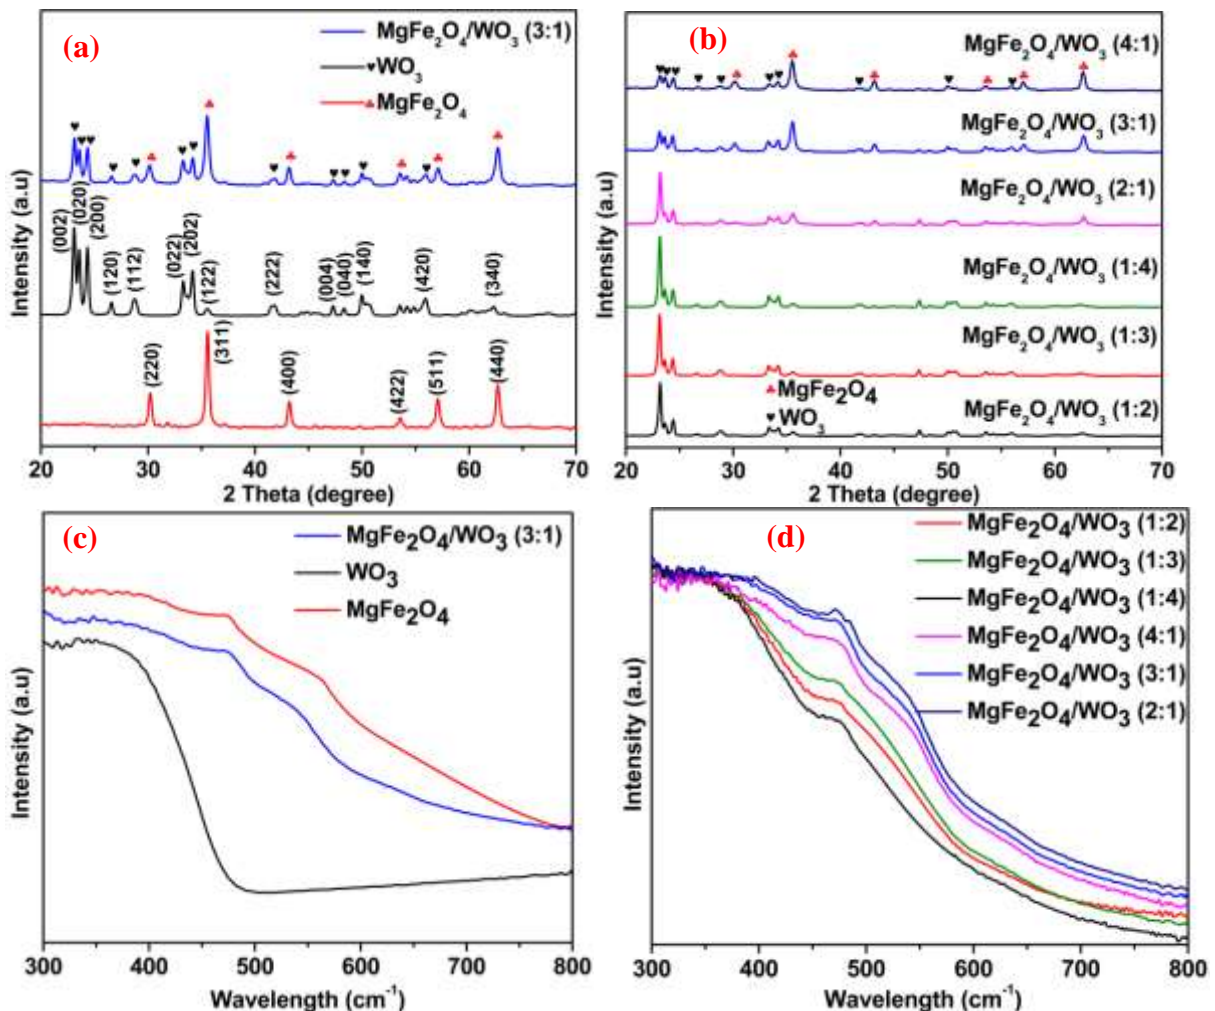 (a)
MgFe2O4/WO3 (3:1)
WO3
MgFe2O4
Intensity (a.u)
(002)
(020)
(200)
(120)
(112)
(022)
(202)
(122)
(222)
(004)
(040)
(140)
(420)
(340)
(220)
(311)
(400)
(422)
(511)
(440)
20 30 40 50 60 70
2 Theta (degree)
(b)
MgFe2O4/WO3 (4:1)
MgFe2O4/WO3 (3:1)
MgFe2O4/WO3 (2:1)
MgFe2O4/WO3 (1:4)
MgFe2O4/WO3 (1:3)
MgFe2O4
MgFe2O4/WO3 (1:2)
WO3
Intensity (a.u)
20 30 40 50 60 70
2 Theta (degree)
(c)
MgFe2O4/WO3 (3:1)
WO3
MgFe2O4
Intensity (a.u)
300 400 500 600 700 800
Wavelength (cm-1)
(d)
MgFe2O4/WO3 (1:2)
MgFe2O4/WO3 (1:3)
MgFe2O4/WO3 (1:4)
MgFe2O4/WO3 (4:1)
MgFe2O4/WO3 (3:1)
MgFe2O4/WO3 (2:1)
Intensity (a.u)
300 400 500 600 700 800
Wavelength (cm-1)